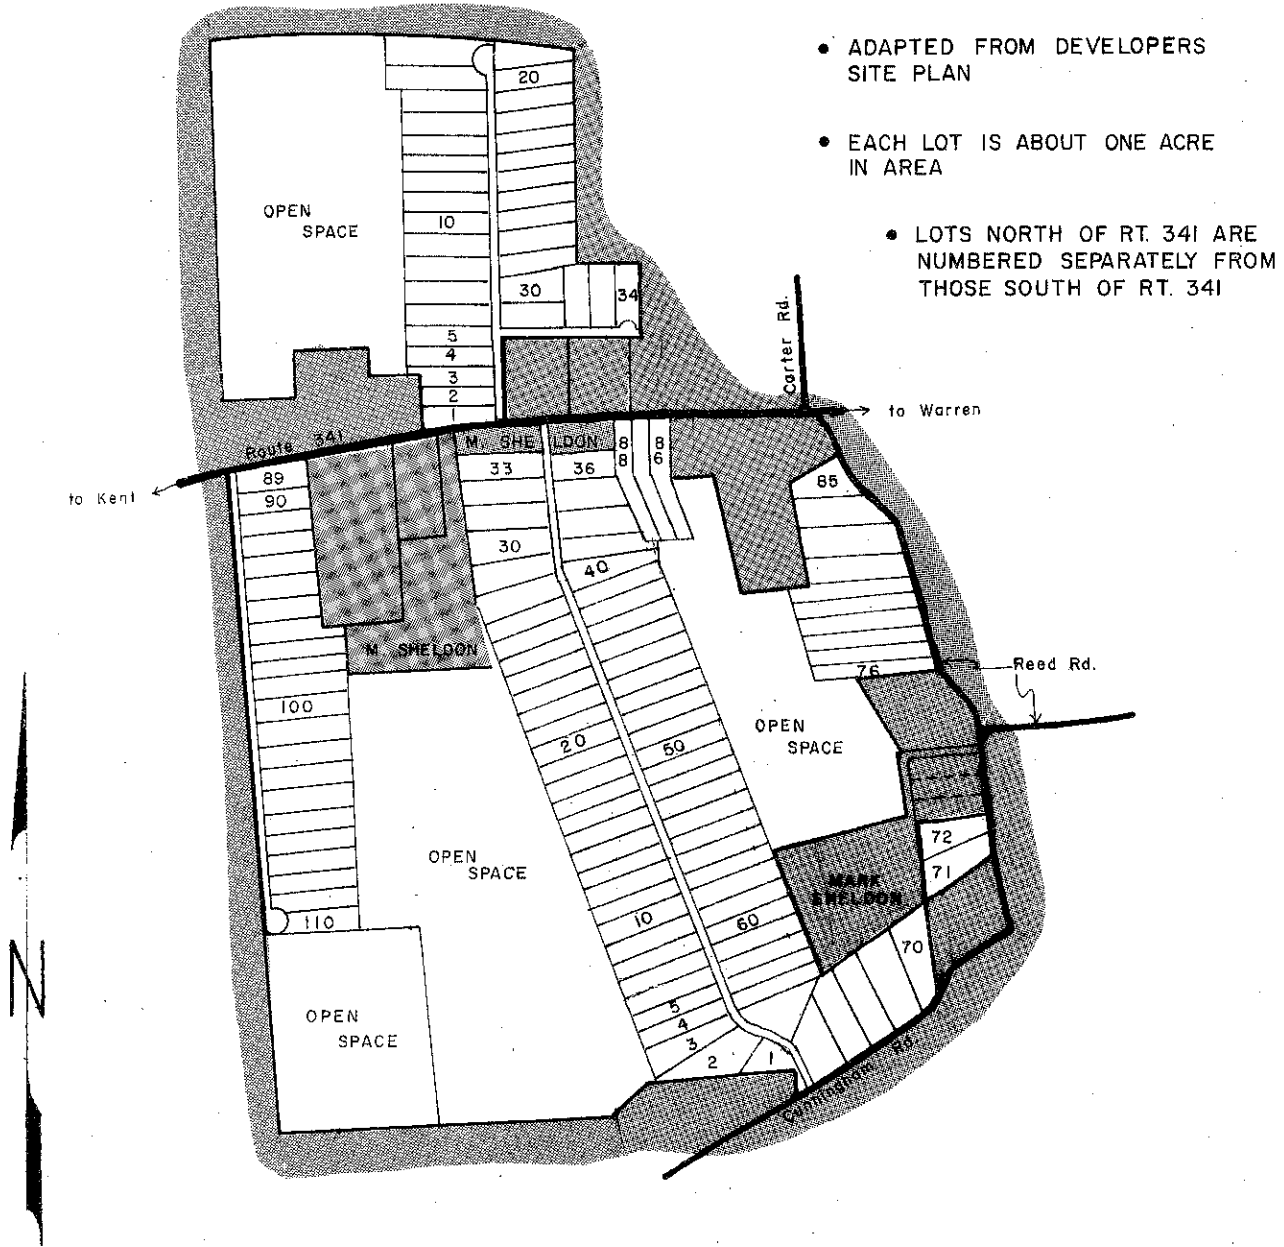 • ADAPTED FROM DEVELOPERS
SITE PLAN
• EACH LOT IS ABOUT ONE ACRE
IN AREA
• LOTS NORTH OF RT. 341 ARE
NUMBERED SEPARATELY FROM
THOSE SOUTH OF RT. 341
20
OPEN
SPACE
10
30
34
5
4
3
2
1
Carter Rd.
to Warren
Route 341
to Kent
M. SHELDON
89
90
33
36
88
86
85
30
40
M. SHELDON
76
Reed Rd.
100
20
50
OPEN
SPACE
OPEN
SPACE
72
71
MARK
SHELDON
110
10
60
70
OPEN
SPACE
5
4
3
2
1
Cunningham Rd.
N